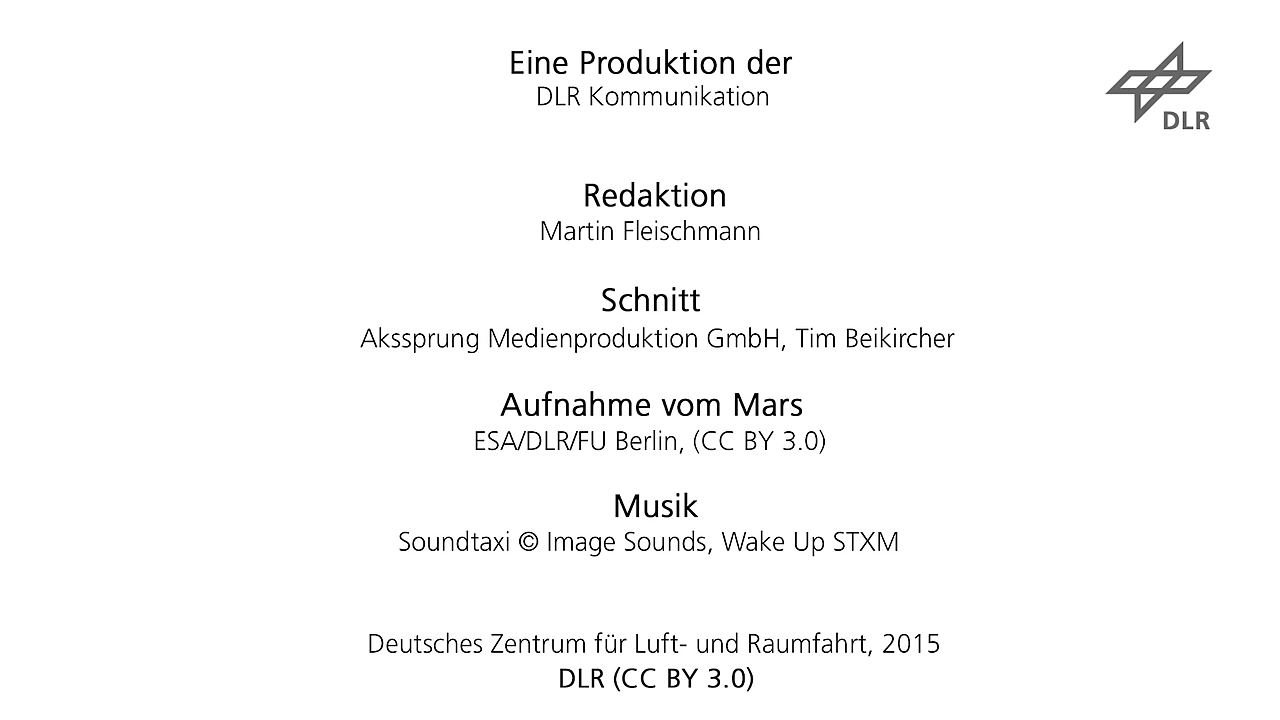 Eine Produktion der
DLR Kommunikation
DLR
Redaktion
Martin Fleischmann
Schnitt
Akssprung Medienproduktion GmbH, Tim Beikircher
Aufnahme vom Mars
ESA/DLR/FU Berlin, (CC BY 3.0)
Musik
Soundtaxi © Image Sounds, Wake Up STXM
Deutsches Zentrum für Luft- und Raumfahrt, 2015
DLR (CC BY 3.0)